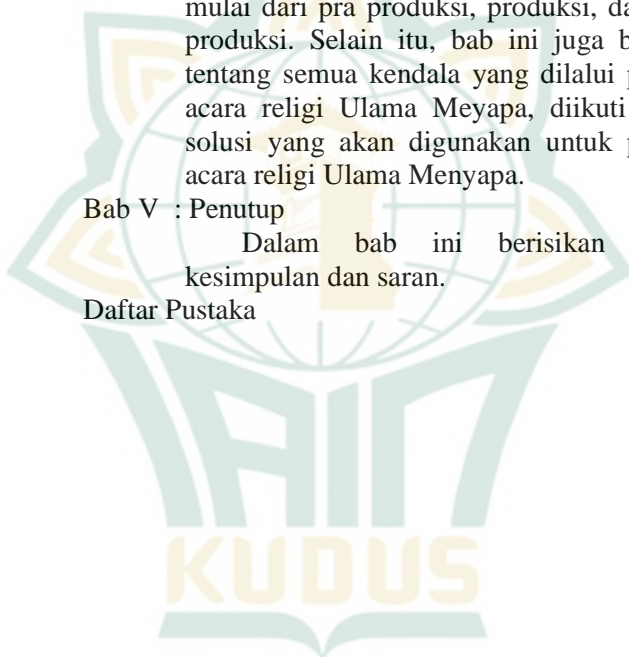 mulai dari pra produksi, produksi, da
produksi. Selain itu, bab ini juga b
tentang semua kendala yang dilalui p
acara religi Ulama Meyapa, diikuti
solusi yang akan digunakan untuk p
acara religi Ulama Menyapa.
Bab V : Penutup
Dalam bab ini berisikan
kesimpulan dan saran.
Daftar Pustaka
IAIN
KUDUS